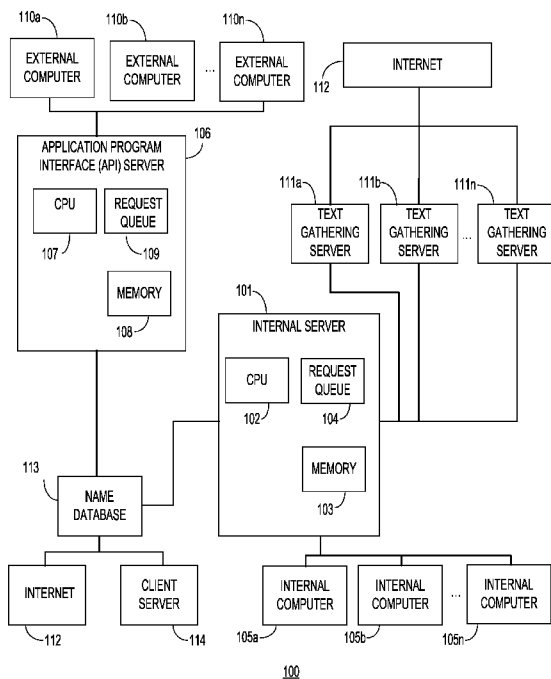 110a
110b
110n
EXTERNAL
COMPUTER
EXTERNAL
COMPUTER
...
EXTERNAL
COMPUTER
INTERNET
112
106
APPLICATION PROGRAM
INTERFACE (API) SERVER
CPU
107
REQUEST
QUEUE
109
MEMORY
108
111a
111b
111n
TEXT
GATHERING
SERVER
TEXT
GATHERING
SERVER
...
TEXT
GATHERING
SERVER
101
INTERNAL SERVER
CPU
102
REQUEST
QUEUE
104
MEMORY
103
113
NAME
DATABASE
INTERNET
112
CLIENT
SERVER
114
INTERNAL
COMPUTER
105a
INTERNAL
COMPUTER
105b
...
INTERNAL
COMPUTER
105n
100